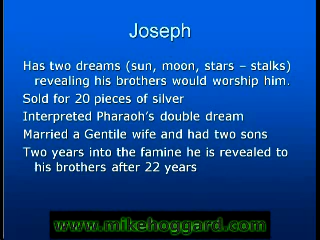 Joseph
Has two dreams (sun, moon, stars – stalks)
revealing his brothers would worship him.
Sold for 20 pieces of silver
Interpreted Pharaoh's double dream
Married a Gentile wife and had two sons
Two years into the famine he is revealed to
his brothers after 22 years
www.mikehoggard.com